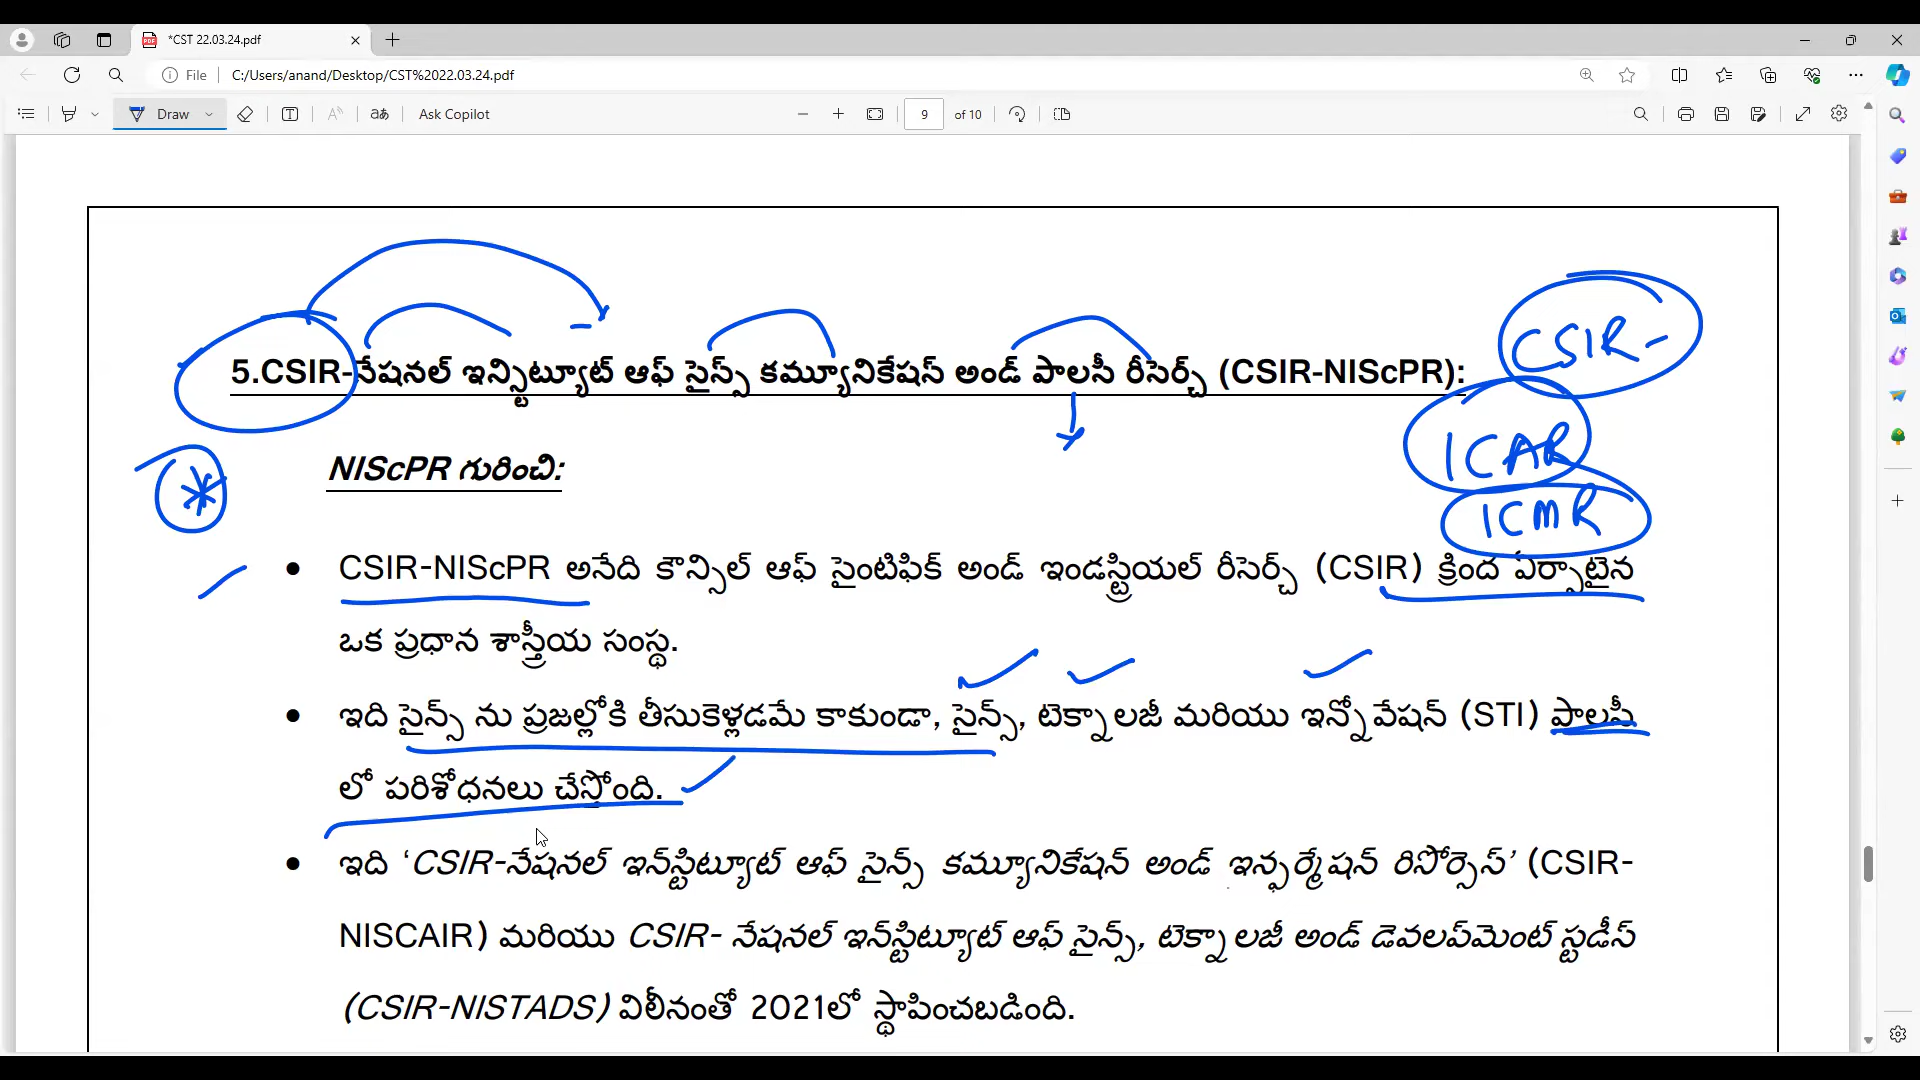 *CST 22.03.24.pdf
File C:/Users/anand/Desktop/CST%2022.03.24.pdf
Draw Ask Copilot 9 of 10
5.CSIR-నేషనల్ ఇన్స్టిట్యూట్ ఆఫ్ సైన్స్ కమ్యూనికేషన్ అండ్ పాలసీ రీసెర్చ్ (CSIR-NIScPR):
CSIR-
ICAR
ICMR
NIScPR గురించి:
• CSIR-NIScPR అనేది కౌన్సిల్ ఆఫ్ సైంటిఫిక్ అండ్ ఇండస్ట్రియల్ రీసెర్చ్ (CSIR) క్రింద ఏర్పాటైన
ఒక ప్రధాన శాస్త్రీయ సంస్థ.
• ఇది సైన్స్ ను ప్రజల్లోకి తీసుకెళ్లడమే కాకుండా, సైన్స్, టెక్నాలజీ మరియు ఇన్నోవేషన్ (STI) పాలసీ
లో పరిశోధనలు చేస్తోంది.
• ఇది 'CSIR-నేషనల్ ఇన్‌స్టిట్యూట్ ఆఫ్ సైన్స్ కమ్యూనికేషన్ అండ్ ఇన్ఫర్మేషన్ రిసోర్సెస్' (CSIR-
NISCAIR) మరియు CSIR- నేషనల్ ఇన్‌స్టిట్యూట్ ఆఫ్ సైన్స్, టెక్నాలజీ అండ్ డెవలప్‌మెంట్ స్టడీస్
(CSIR-NISTADS) విలీనంతో 2021లో స్థాపించబడింది.